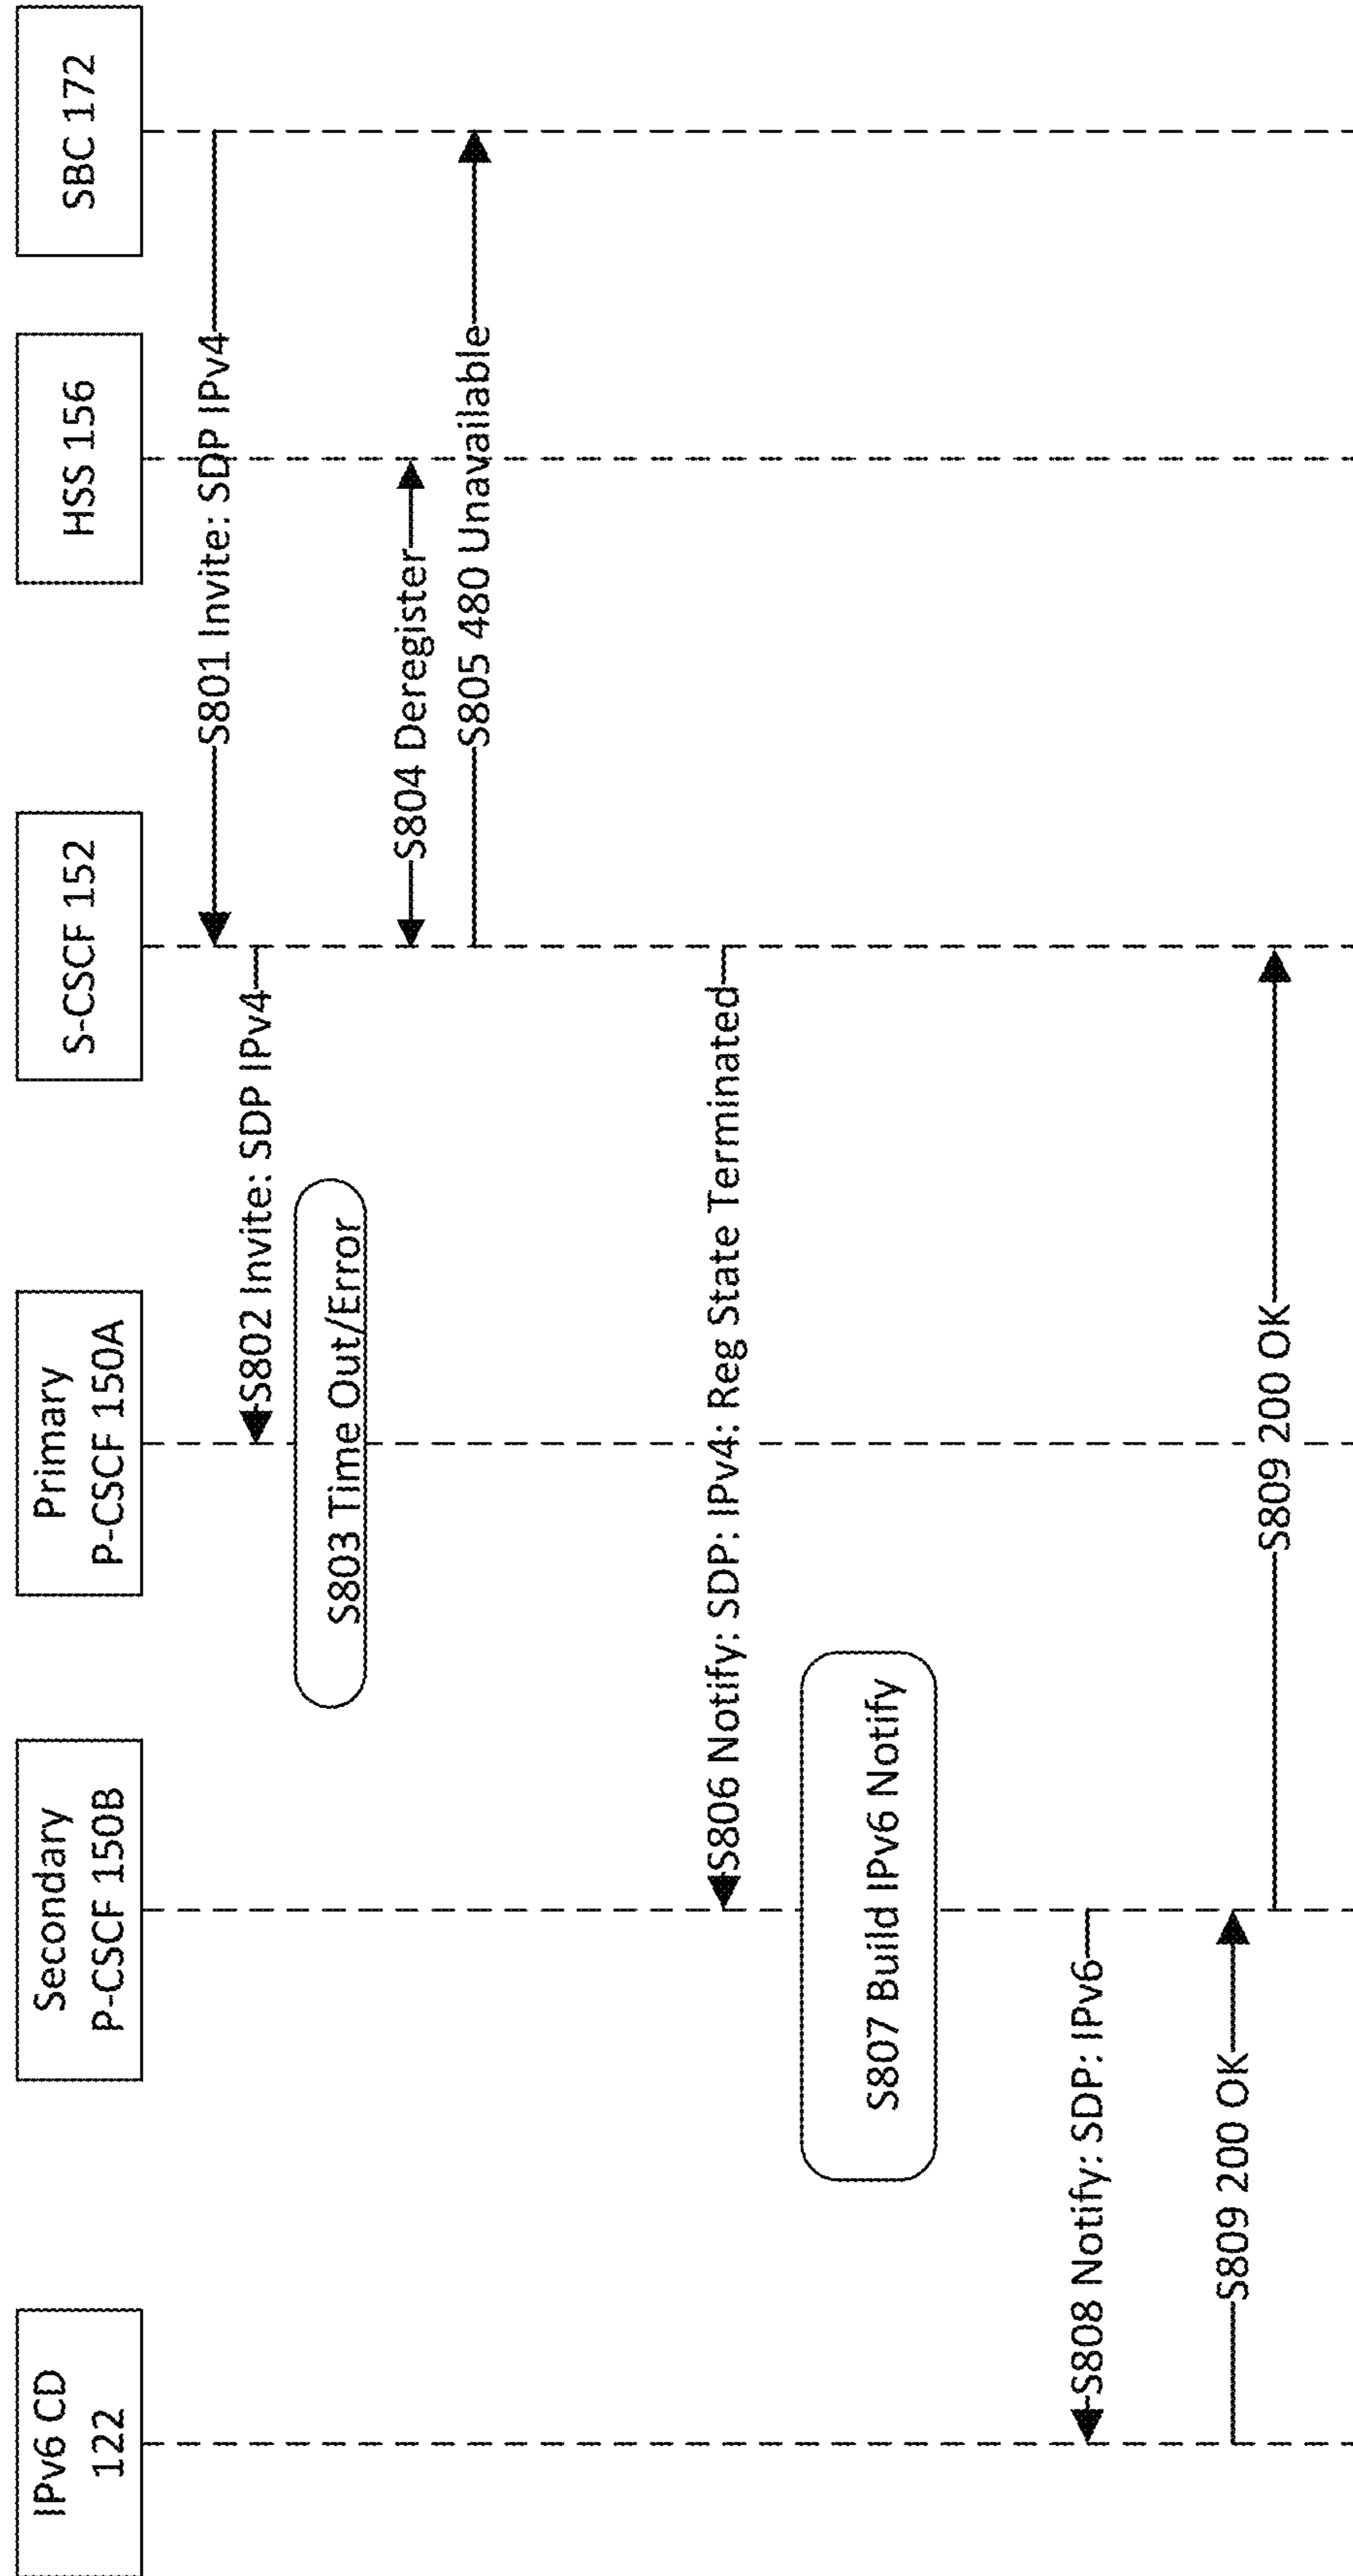 IPv6 CD
122
Secondary
P-CSCF 150B
Primary
P-CSCF 150A
S-CSCF 152
HSS 156
SBC 172
S801 Invite: SDP IPv4
S802 Invite: SDP IPv4
S803 Time Out/Error
S804 Deregister
S805 480 Unavailable
S806 Notify: SDP: IPv4: Reg State Terminated
S807 Build IPv6 Notify
S808 Notify: SDP: IPv6
S809 200 OK
S809 200 OK